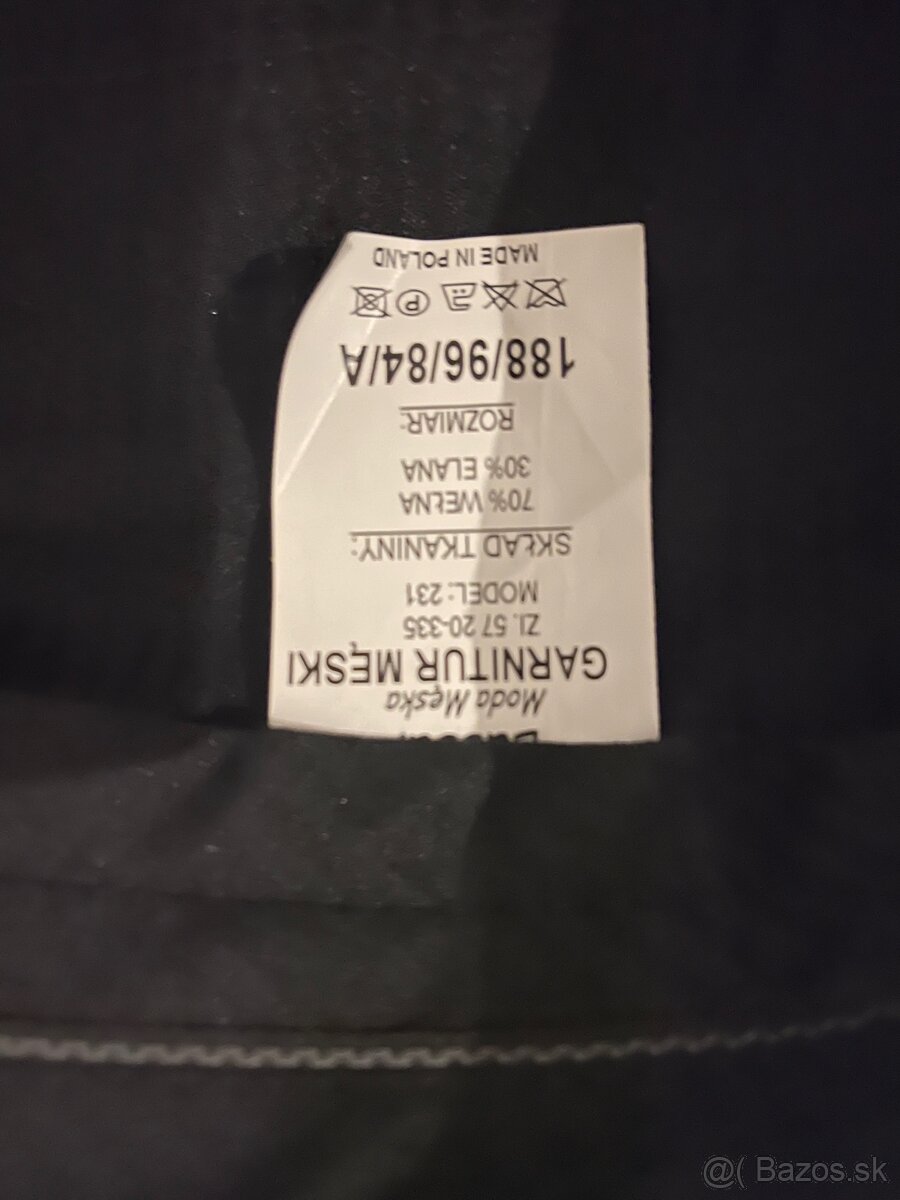 Moda Męska
GARNITUR MĘSKI
Zl. 57 20-335
MODEL: 231
SKŁAD TKANINY:
70% WEŁNA
30% ELANA
ROZMIAR:
188/96/84/A
P
MADE IN POLAND
@( Bazos.sk